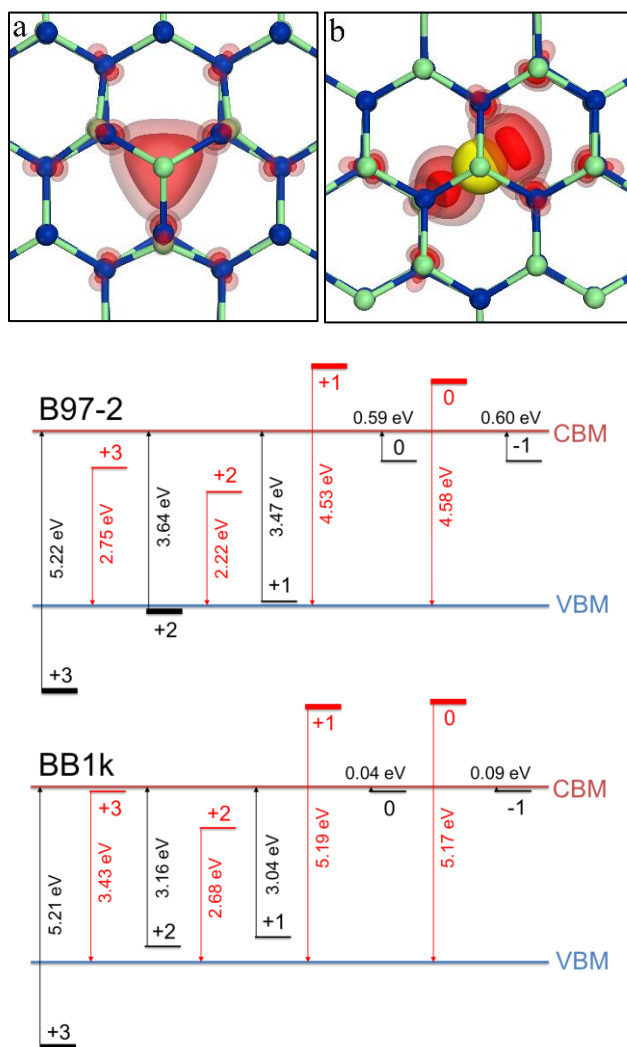 a
b
B97-2
+1
0
0.59 eV
0.60 eV
CBM
+3
0
-1
+2
5.22 eV
2.75 eV
3.64 eV
2.22 eV
3.47 eV
4.53 eV
4.58 eV
+1
VBM
+2
+3
BB1k
+1
0
0.04 eV
0.09 eV
CBM
+3
0
-1
+2
5.21 eV
3.43 eV
3.16 eV
2.68 eV
3.04 eV
5.19 eV
5.17 eV
+2
+1
VBM
+3